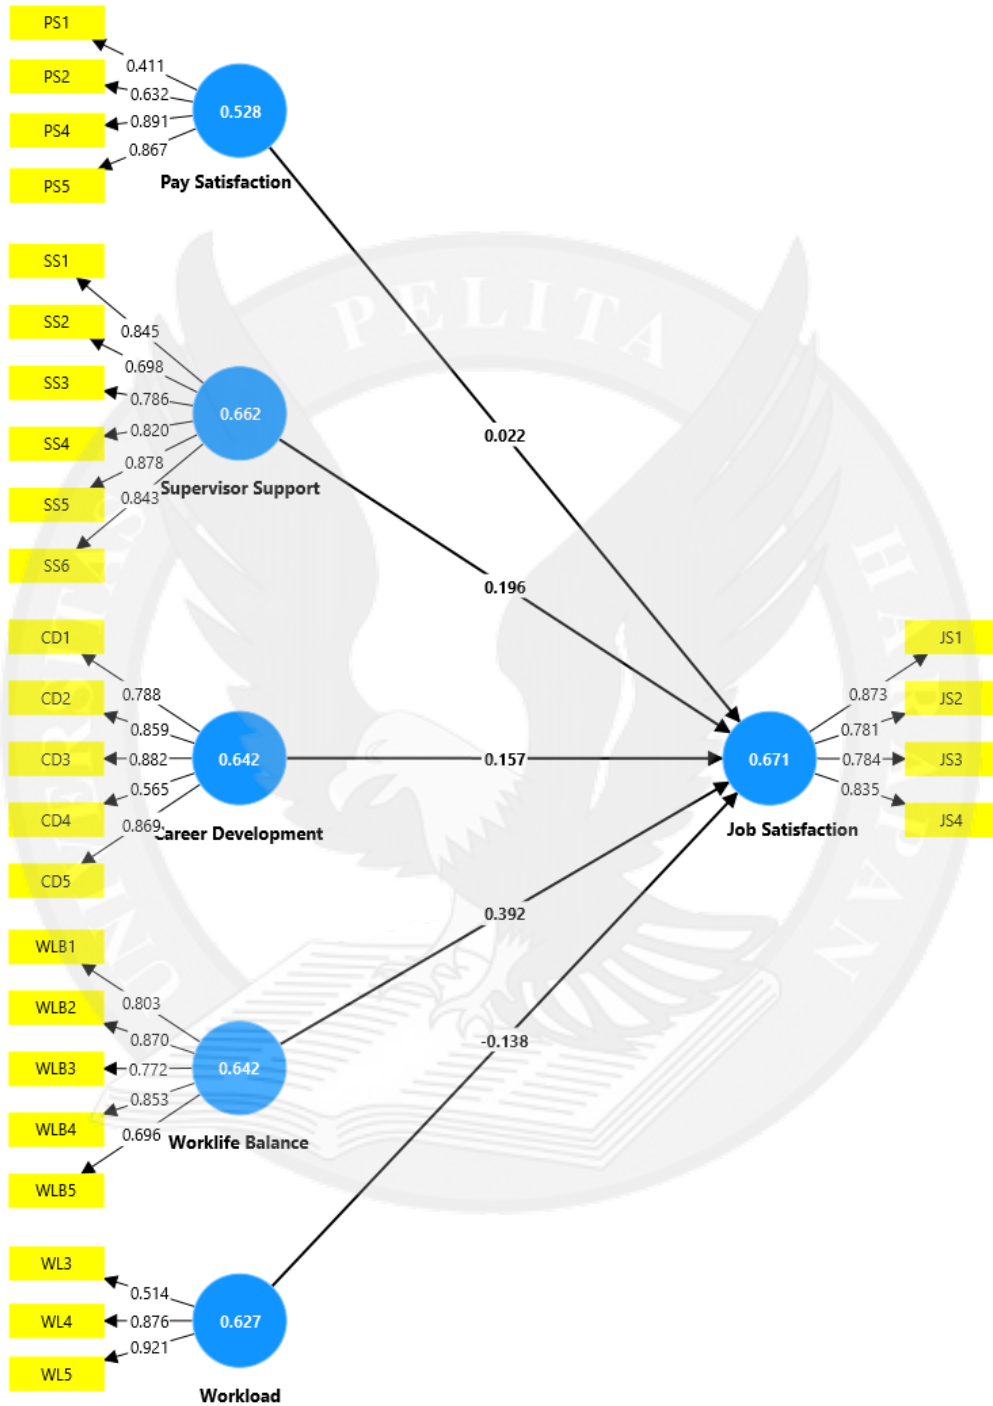 PS1
0.411
PS2
0.632
0.528
PS4
0.891
0.867
PS5
Pay Satisfaction
SS1
0.845
SS2
0.698
SS3
0.786
0.662
SS4
0.820
0.878
SS5
0.843
Supervisor Support
SS6
0.022
0.196
CD1
0.788
CD2
0.859
CD3
0.882
0.642
0.157
0.565
CD4
0.869
Career Development
CD5
JS1
0.873
JS2
0.781
0.671
0.784
JS3
0.835
JS4
Job Satisfaction
WLB1
0.803
WLB2
0.870
WLB3
0.772
0.642
0.853
WLB4
0.696
Worklife Balance
WLB5
0.392
-0.138
WL3
0.514
WL4
0.876
0.627
0.921
WL5
Workload
UNIVERSITAS PELITA HARAPAN